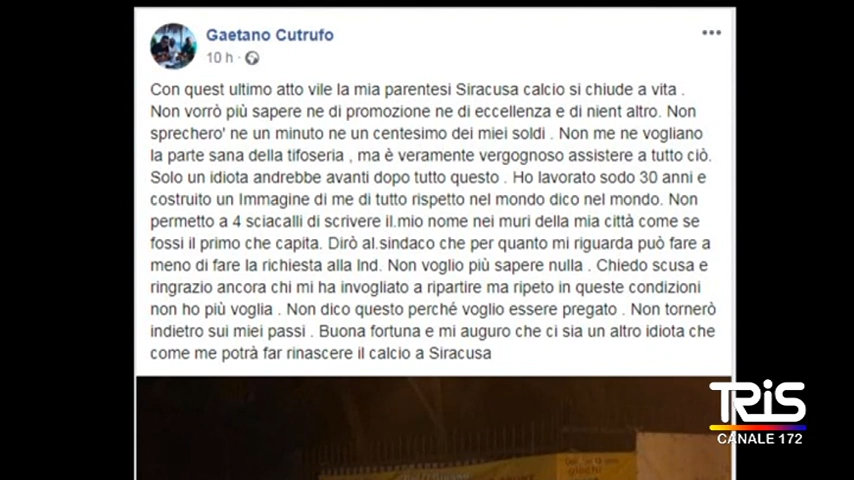 Gaetano Cutrufo
10 h ·
Con quest ultimo atto vile la mia parentesi Siracusa calcio si chiude a vita .
Non vorrò più sapere ne di promozione ne di eccellenza e di nient altro. Non
sprechero' ne un minuto ne un centesimo dei miei soldi . Non me ne vogliano
la parte sana della tifoseria , ma è veramente vergognoso assistere a tutto ciò.
Solo un idiota andrebbe avanti dopo tutto questo . Ho lavorato sodo 30 anni e
costruito un Immagine di me di tutto rispetto nel mondo dico nel mondo. Non
permetto a 4 sciacalli di scrivere il.mio nome nei muri della mia città come se
fossi il primo che capita. Dirò al.sindaco che per quanto mi riguarda può fare a
meno di fare la richiesta alla lnd. Non voglio più sapere nulla . Chiedo scusa e
ringrazio ancora chi mi ha invogliato a ripartire ma ripeto in queste condizioni
non ho più voglia . Non dico questo perché voglio essere pregato . Non tornerò
indietro sui miei passi . Buona fortuna e mi auguro che ci sia un altro idiota che
come me potrà far rinascere il calcio a Siracusa
giochi
TRIS
CANALE 172